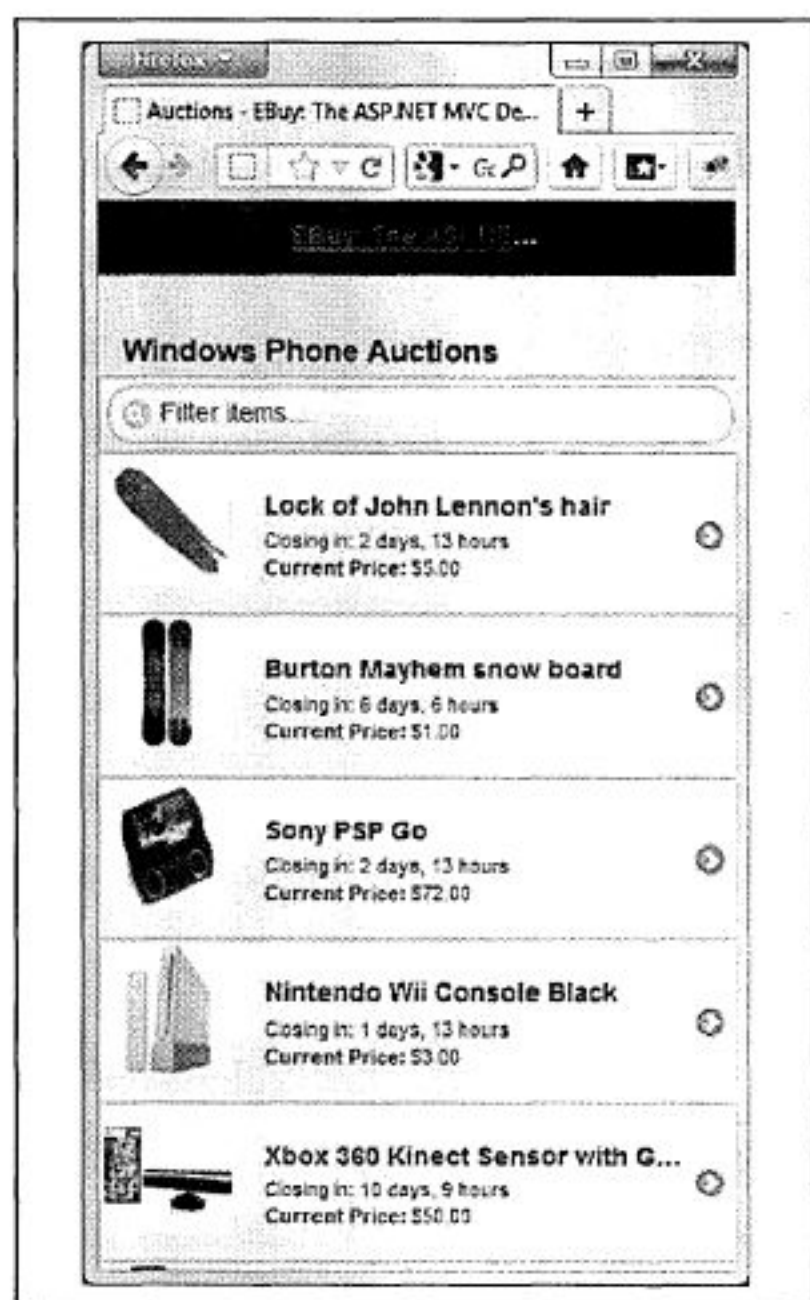 Firefox
Auctions - EBuy: The ASP.NET MVC De...
Windows Phone Auctions
Filter items...
Lock of John Lennon's hair
Closing in: 2 days, 13 hours
Current Price: $5.00
Burton Mayhem snow board
Closing in: 6 days, 6 hours
Current Price: $1.00
Sony PSP Go
Closing in: 2 days, 13 hours
Current Price: $72.00
Nintendo Wii Console Black
Closing in: 1 days, 13 hours
Current Price: $3.00
Xbox 360 Kinect Sensor with G...
Closing in: 10 days, 9 hours
Current Price: $50.00